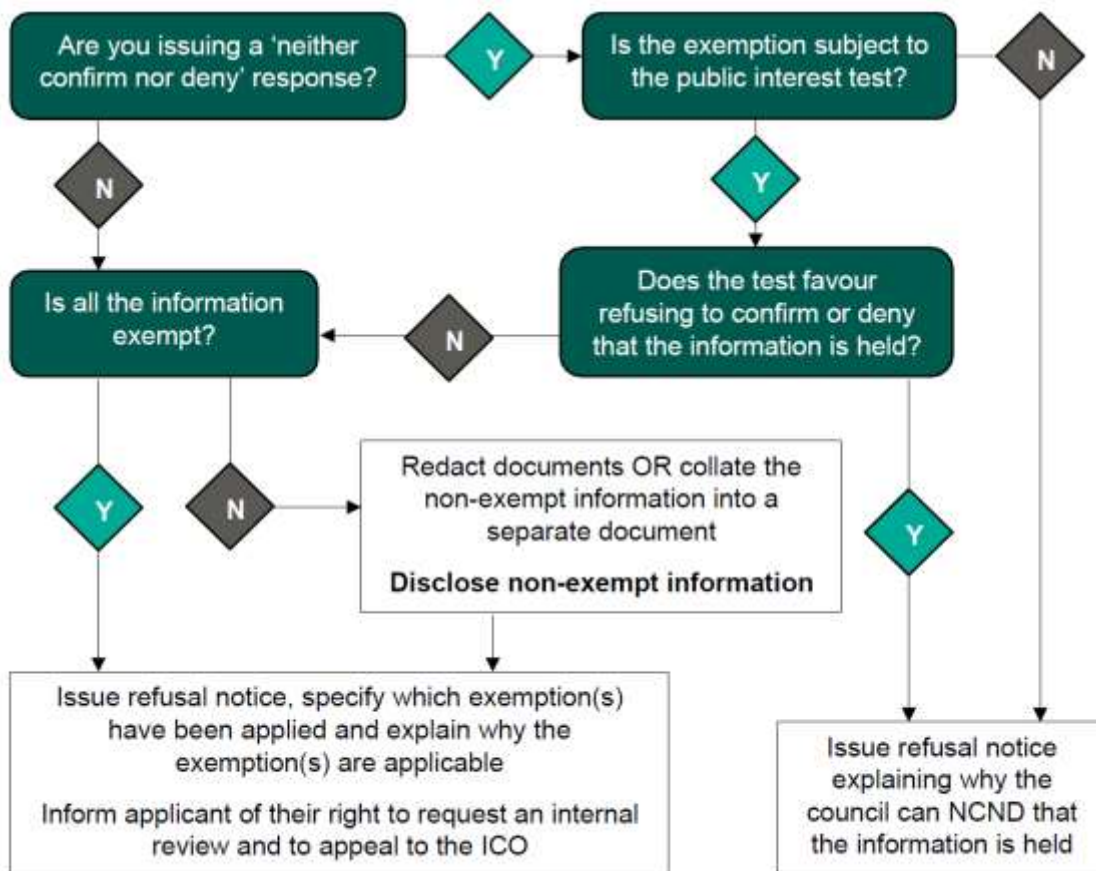 Are you issuing a ‘neither
confirm nor deny’ response?
Y
Is the exemption subject to
the public interest test?
N
N
Y
Is all the information
exempt?
N
Does the test favour
refusing to confirm or deny
that the information is held?
Y
N
Redact documents OR collate the
non-exempt information into a
separate document
Disclose non-exempt information
Y
Issue refusal notice, specify which exemption(s)
have been applied and explain why the
exemption(s) are applicable
Inform applicant of their right to request an internal
review and to appeal to the ICO
Issue refusal notice
explaining why the
council can NCND that
the information is held